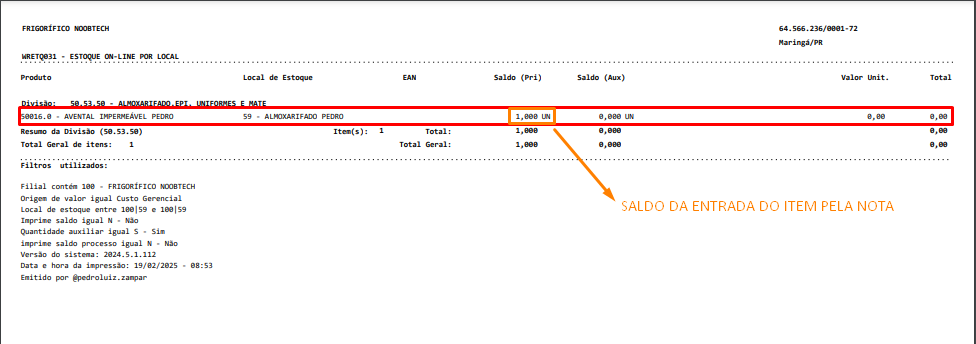 FRIGORÍFICO NOOBTECH 64.566.236/0001-72
Maringá/PR
WRETQ031 - ESTOQUE ON-LINE POR LOCAL
Produto Local de Estoque EAN Saldo (Pri) Saldo (Aux) Valor Unit. Total
Divisão: 50.53.50 - ALMOXARIFADO.EPI. UNIFORMES E MATE
50016.0 - AVENTAL IMPERMEÁVEL PEDRO 59 - ALMOXARIFADO PEDRO 1,000 UN 0,000 UN 0,00 0,00
Resumo da Divisão (50.53.50) Item(s): 1 Total: 1,000 0,000 0,00
Total Geral de itens: 1 Total Geral: 1,000 0,000 0,00
Filtros utilizados:
Filial contém 100 - FRIGORÍFICO NOOBTECH
Origem de valor igual Custo Gerencial
SALDO DA ENTRADA DO ITEM PELA NOTA
Local de estoque entre 100|59 e 100|59
Imprime saldo igual N - Não
Quantidade auxiliar igual S - Sim
imprime saldo processo igual N - Não
Versão do sistema: 2024.5.1.112
Data e hora da impressão: 19/02/2025 - 08:53
Emitido por @pedroluiz.zampar